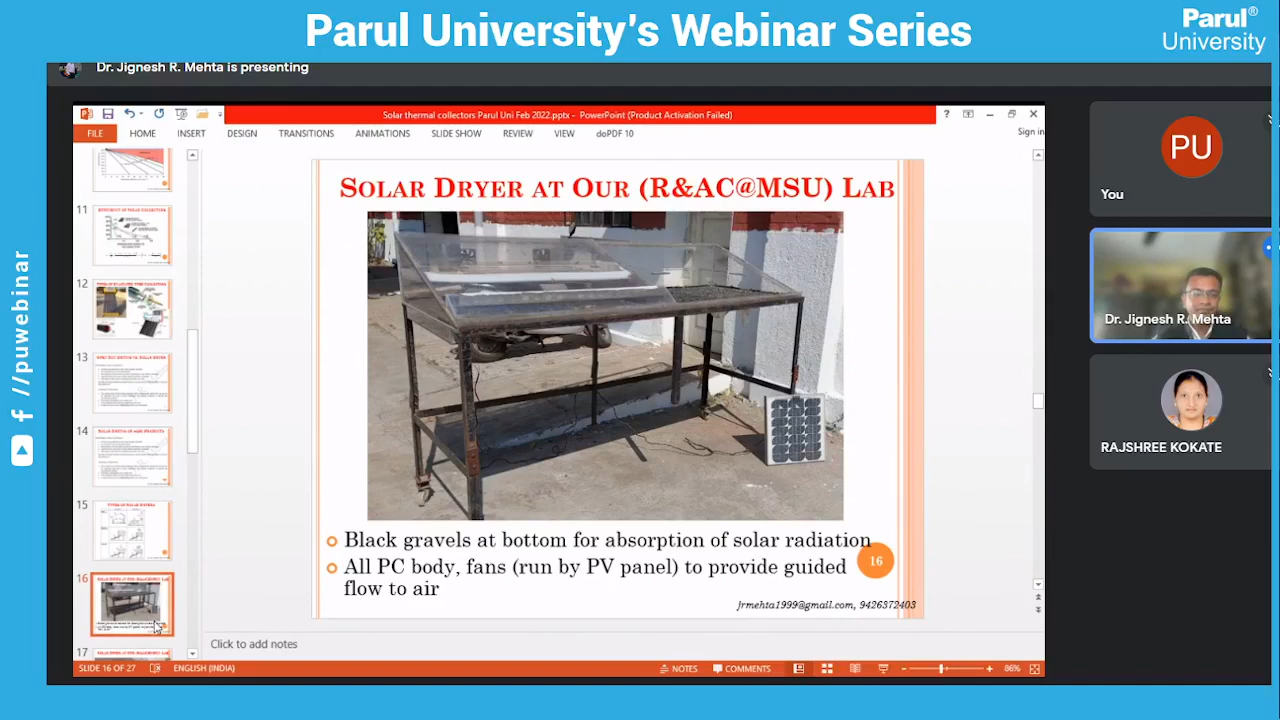 Parul University's Webinar Series
Parul®
University
//puwebinar
Dr. Jignesh R. Mehta is presenting
Solar thermal collectors Parul Uni Feb 2022.pptx - PowerPoint (Product Activation Failed)
FILE HOME INSERT DESIGN TRANSITIONS ANIMATIONS SLIDE SHOW REVIEW VIEW doPDF 10
Sign in
11
12
13
14
15
16
17
SOLAR DRYER AT OUR (R&AC@MSU) LAB
Black gravels at bottom for absorption of solar radiation
All PC body, fans (run by PV panel) to provide guided
flow to air
16
jrmehta1999@gmail.com, 9426372403
Click to add notes
SLIDE 16 OF 27 ENGLISH (INDIA) NOTES COMMENTS 86%
PU
You
Dr. Jignesh R. Mehta
RAJSHREE KOKATE